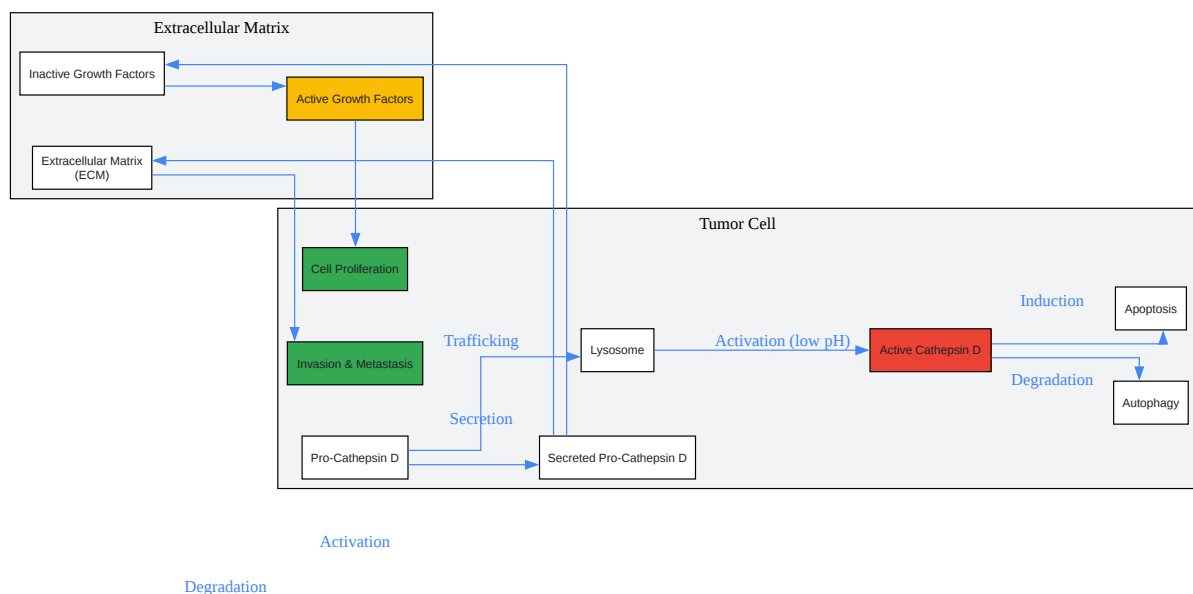 Extracellular Matrix
Inactive Growth Factors
Active Growth Factors
Extracellular Matrix
(ECM)
Tumor Cell
Cell Proliferation
Induction
Apoptosis
Trafficking
Lysosome
Activation (low pH)
Active Cathepsin D
Invasion & Metastasis
Degradation
Autophagy
Secretion
Pro-Cathepsin D
Secreted Pro-Cathepsin D
Activation
Degradation